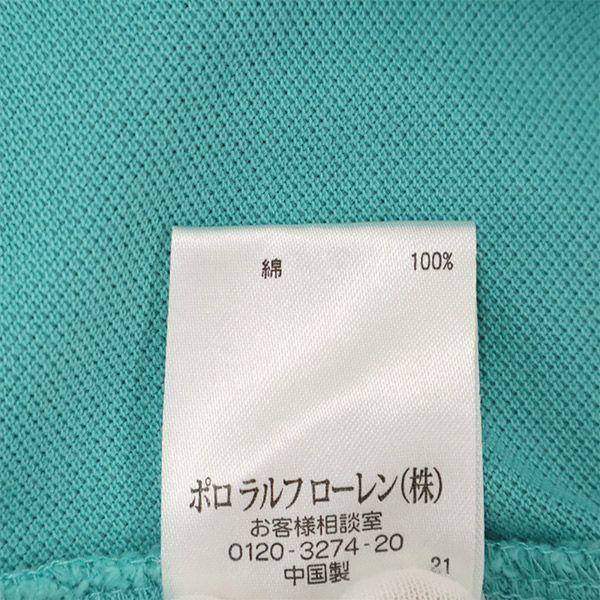 綿 100%
ポロ ラルフ ローレン(株)
お客様相談室
0120-3274-20
中国製 21